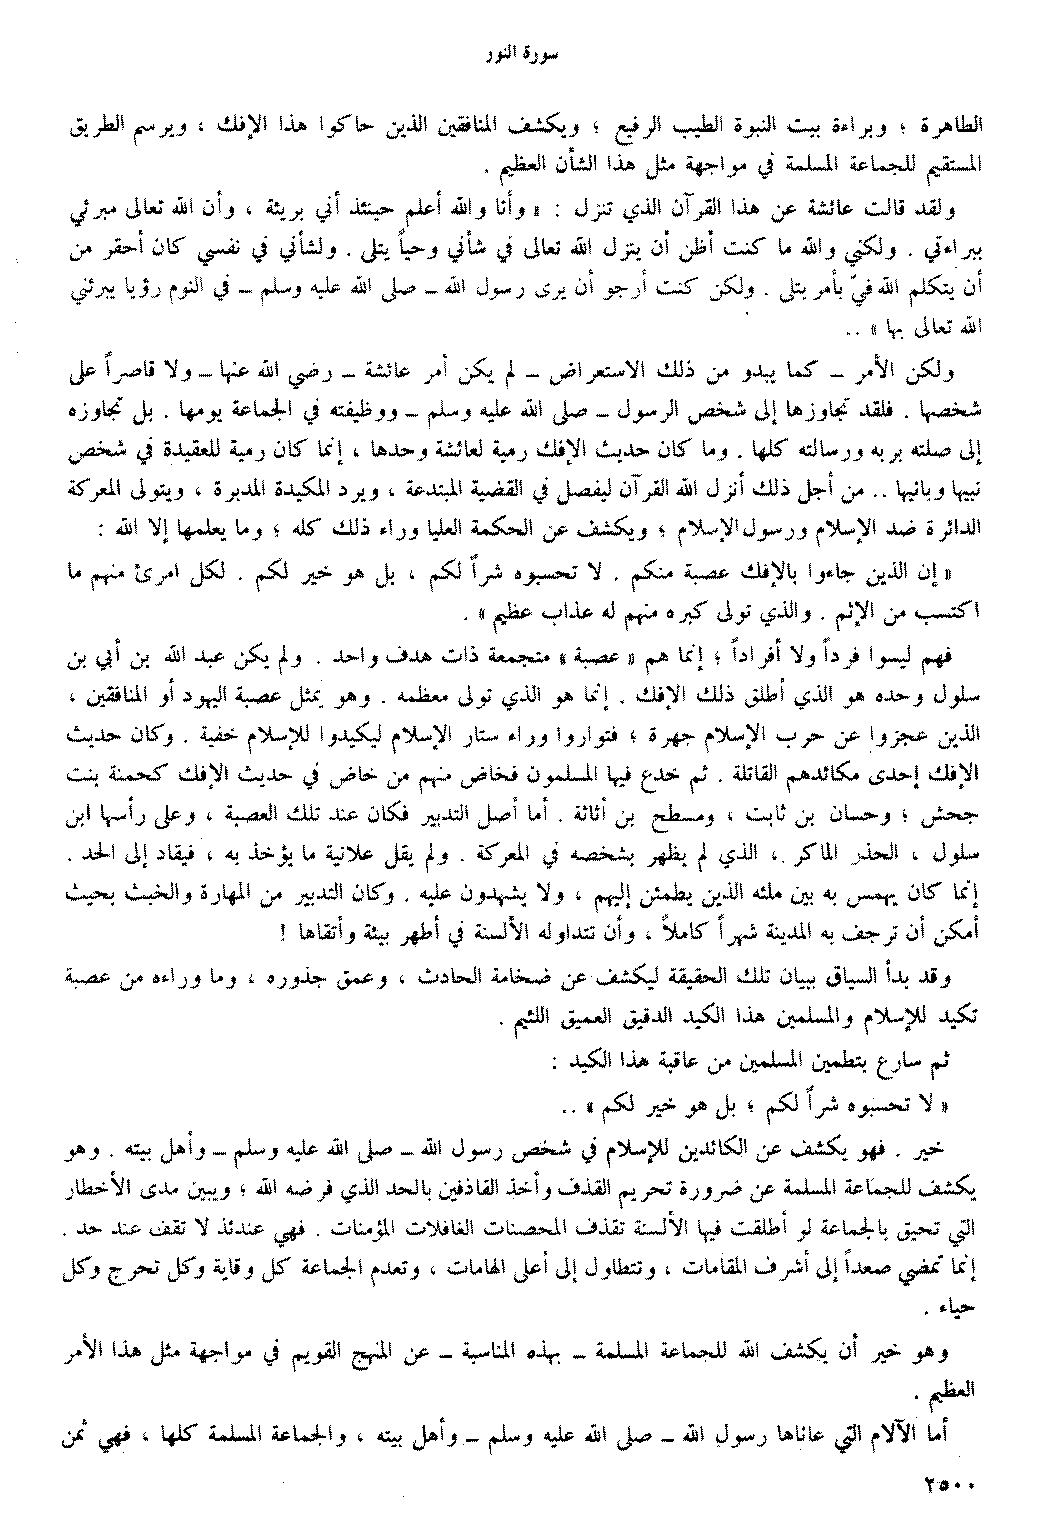 سورة النور
الطاهرة ؛ وبراءة بيت النبوة الطيب الرفيع ؛ ويكشف المنافقين الذين حاكوا هذا الإفك ، ويرسم الطريق
المستقيم للجماعة المسلمة في مواجهة مثل هذا الشأن العظيم .
ولقد قالت عائشة عن هذا القرآن الذي تنزل : « وأنا والله أعلم حينئذ أني بريئة ، وأن الله تعالى مبرئي
ببراءتي . ولكني والله ما كنت أظن أن ينزل الله تعالى في شأني وحياً يتلى . ولشأني في نفسي كان أحقر من
أن يتكلم الله فيّ بأمر يتلى . ولكن كنت أرجو أن يرى رسول الله – صلى الله عليه وسلم – في النوم رؤيا يبرئني
الله تعالى بها » ..
ولكن الأمر – كما يبدو من ذلك الاستعراض – لم يكن أمر عائشة – رضي الله عنها – ولا قاصراً على
شخصها . فلقد تجاوزها إلى شخص الرسول – صلى الله عليه وسلم – ووظيفته في الجماعة يومها . بل تجاوزه
إلى صلته بربه ورسالته كلها . وما كان حديث الإفك رمية لعائشة وحدها ، إنما كان رمية للعقيدة في شخص
نبيها وبانيها .. من أجل ذلك أنزل الله القرآن ليفصل في القضية المبتدعة ، ويرد المكيدة المدبرة ، ويتولى المعركة
الدائرة ضد الإسلام ورسول الإسلام ؛ ويكشف عن الحكمة العليا وراء ذلك كله ؛ وما يعلمها إلا الله :
« إن الذين جاءوا بالإفك عصبة منكم . لا تحسبوه شراً لكم ، بل هو خير لكم . لكل امرئ منهم ما
اكتسب من الإثم . والذي تولى كبره منهم له عذاب عظيم » .
فهم ليسوا فرداً ولا أفراداً ؛ إنما هم « عصبة » متجمعة ذات هدف واحد . ولم يكن عبد الله بن أبي بن
سلول وحده هو الذي أطلق ذلك الإفك . إنما هو الذي تولى معظمه . وهو يمثل عصبة اليهود أو المنافقين ،
الذين عجزوا عن حرب الإسلام جهرة ؛ فتواروا وراء ستار الإسلام ليكيدوا للإسلام خفية . وكان حديث
الإفك إحدى مكائدهم القاتلة . ثم خدع فيها المسلمون فخاض منهم من خاض في حديث الإفك كحمنة بنت
جحش ؛ وحسان بن ثابت ، ومسطح بن أثاثة . أما أصل التدبير فكان عند تلك العصبة ، وعلى رأسها ابن
سلول ، الحذر الماكر ، الذي لم يظهر بشخصه في المعركة . ولم يقل علانية ما يؤخذ به ، فيقاد إلى الحد .
إنما كان يهمس به بين ملئه الذين يطمئن إليهم ، ولا يشهدون عليه . وكان التدبير من المهارة والخبث بحيث
أمكن أن ترجف به المدينة شهراً كاملاً ، وأن تتداوله الألسنة في أطهر بيئة وأتقاها !
وقد بدأ السياق ببيان تلك الحقيقة ليكشف عن ضخامة الحادث ، وعمق جذوره ، وما وراءه من عصبة
تكيد للإسلام والمسلمين هذا الكيد الدقيق العميق اللئيم .
ثم سارع بتطمين المسلمين من عاقبة هذا الكيد :
« لا تحسبوه شراً لكم ؛ بل هو خير لكم » ..
خير . فهو يكشف عن الكائدين للإسلام في شخص رسول الله – صلى الله عليه وسلم – وأهل بيته . وهو
يكشف للجماعة المسلمة عن ضرورة تحريم القذف وأخذ القاذفين بالحد الذي فرضه الله ؛ ويبين مدى الأخطار
التي تحيق بالجماعة لو أطلقت فيها الألسنة تقذف المحصنات الغافلات المؤمنات . فهي عندئذ لا تقف عند حد .
إنما تمضي صعداً إلى أشرف المقامات ، وتتطاول إلى أعلى الهامات ، وتعدم الجماعة كل وقاية وكل تحرج وكل
حياء .
وهو خير أن يكشف الله للجماعة المسلمة – بهذه المناسبة – عن المنهج القويم في مواجهة مثل هذا الأمر
العظيم .
أما الآلام التي عاناها رسول الله – صلى الله عليه وسلم – وأهل بيته ، والجماعة المسلمة كلها ، فهي ثمن
٢٥٠٠